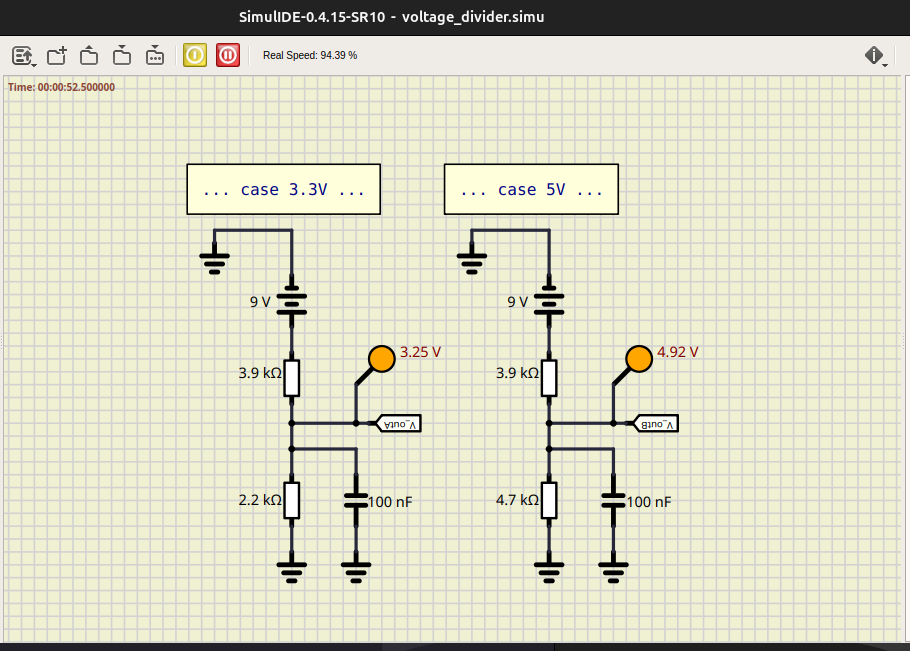 SimulIDE-0.4.15-SR10 - voltage_divider.simu
Real Speed: 94.39 %
Time: 00:00:52.500000
... case 3.3V ...
... case 5V ...
9 V
9 V
3.25 V
4.92 V
3.9 kΩ
3.9 kΩ
V_outA
V_outB
2.2 kΩ
100 nF
4.7 kΩ
100 nF